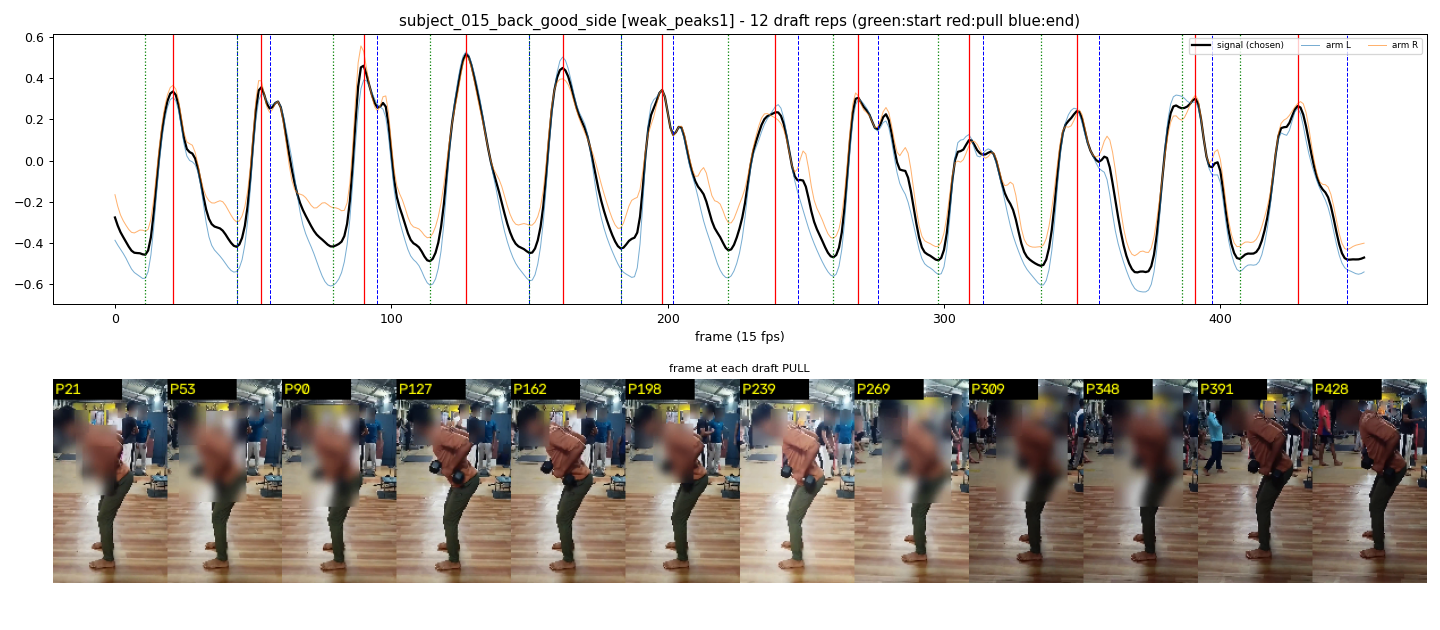 subject_015_back_good_side [weak_peaks1] - 12 draft reps (green:start red:pull blue:end)
signal (chosen) arm L arm R
0.6
0.4
0.2
0.0
−0.2
−0.4
−0.6
0 100 200 300 400
frame (15 fps)
frame at each draft PULL
P21 P53 P90 P127 P162 P198 P239 P269 P309 P348 P391 P428